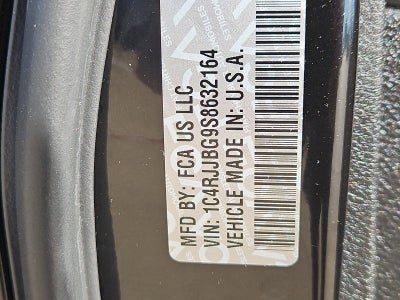 MFD BY: FCA US LLC
VIN: 1C4RJJBG9S8632164
VEHICLE MADE IN: U.S.A.